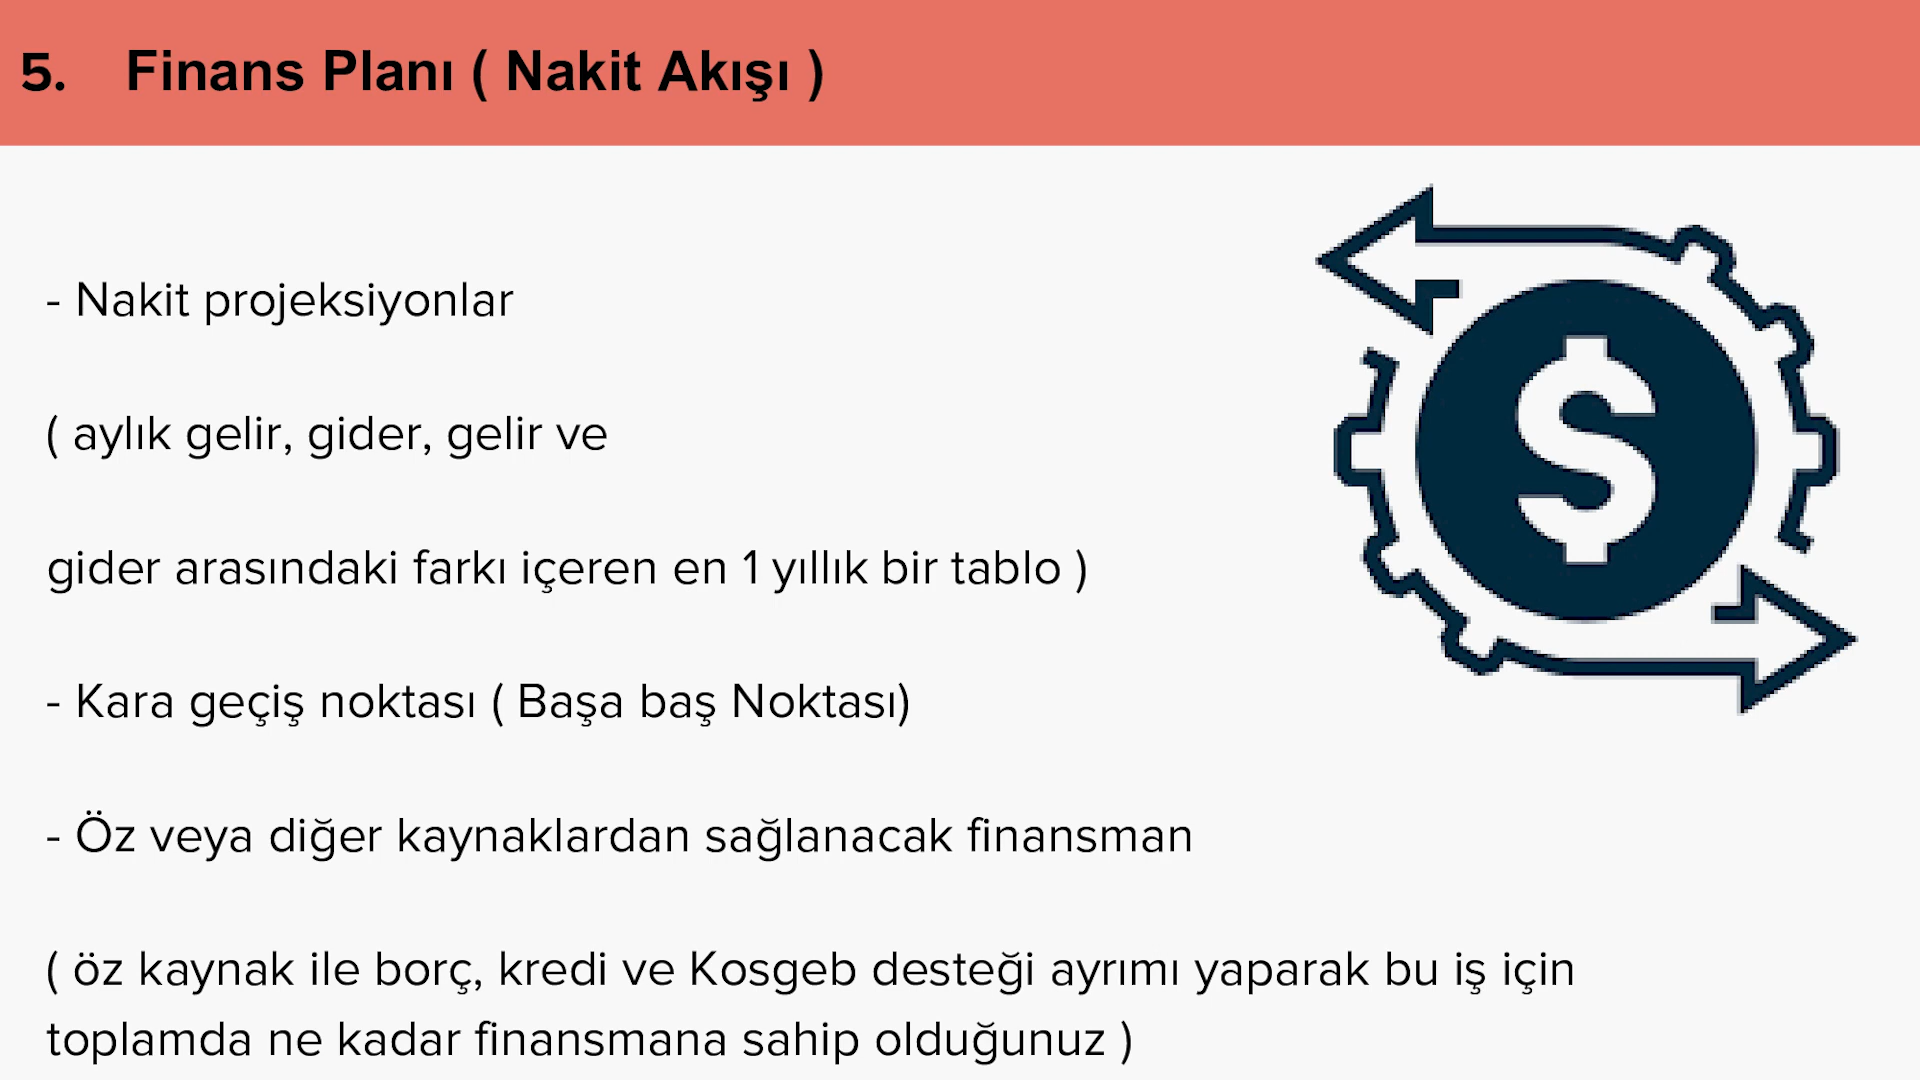 5. Finans Planı ( Nakit Akışı )
- Nakit projeksiyonlar
( aylık gelir, gider, gelir ve
gider arasındaki farkı içeren en 1 yıllık bir tablo )
- Kara geçiş noktası ( Başa baş Noktası)
- Öz veya diğer kaynaklardan sağlanacak finansman
( öz kaynak ile borç, kredi ve Kosgeb desteği ayrımı yaparak bu iş için
toplamda ne kadar finansmana sahip olduğunuz )
$